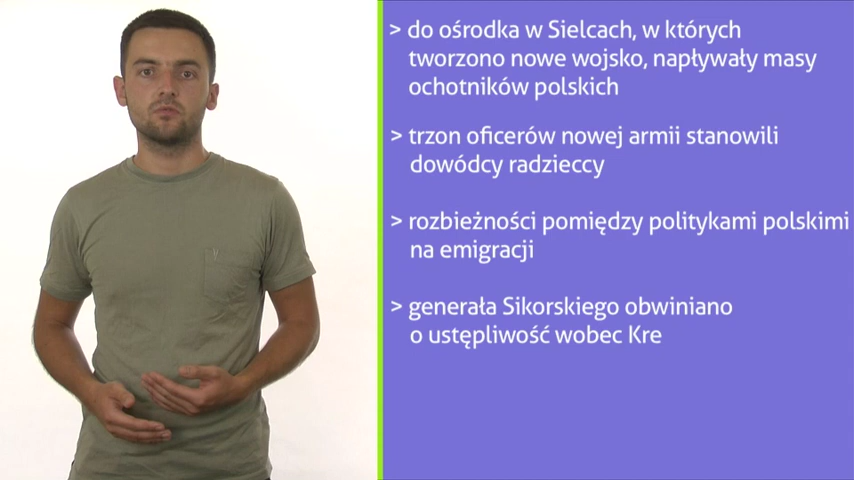 > do ośrodka w Sielcach, w których
tworzono nowe wojsko, napływały masy
ochotników polskich
> trzon oficerów nowej armii stanowili
dowódcy radzieccy
> rozbieżności pomiędzy politykami polskimi
na emigracji
> generała Sikorskiego obwiniano
o ustępliwość wobec Kre